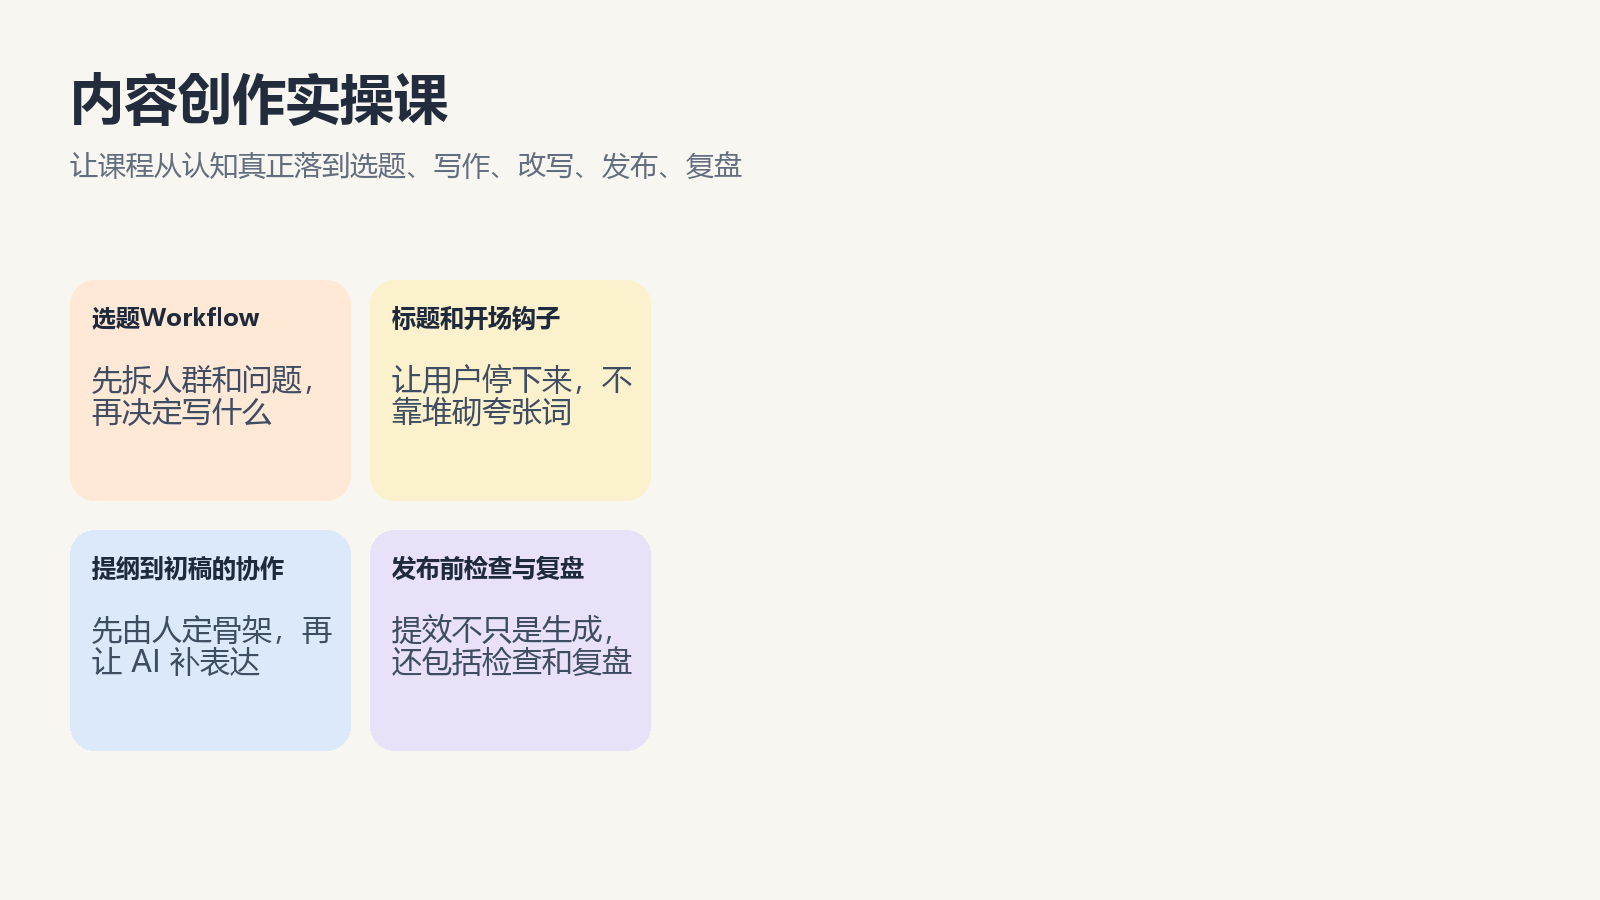 内容创作实操课
让课程从认知真正落到选题、写作、改写、发布、复盘
选题Workflow
先拆人群和问题，
再决定写什么
标题和开场钩子
让用户停下来，不
靠堆砌夸张词
提纲到初稿的协作
先由人定骨架，再
让 AI 补表达
发布前检查与复盘
提效不只是生成，
还包括检查和复盘